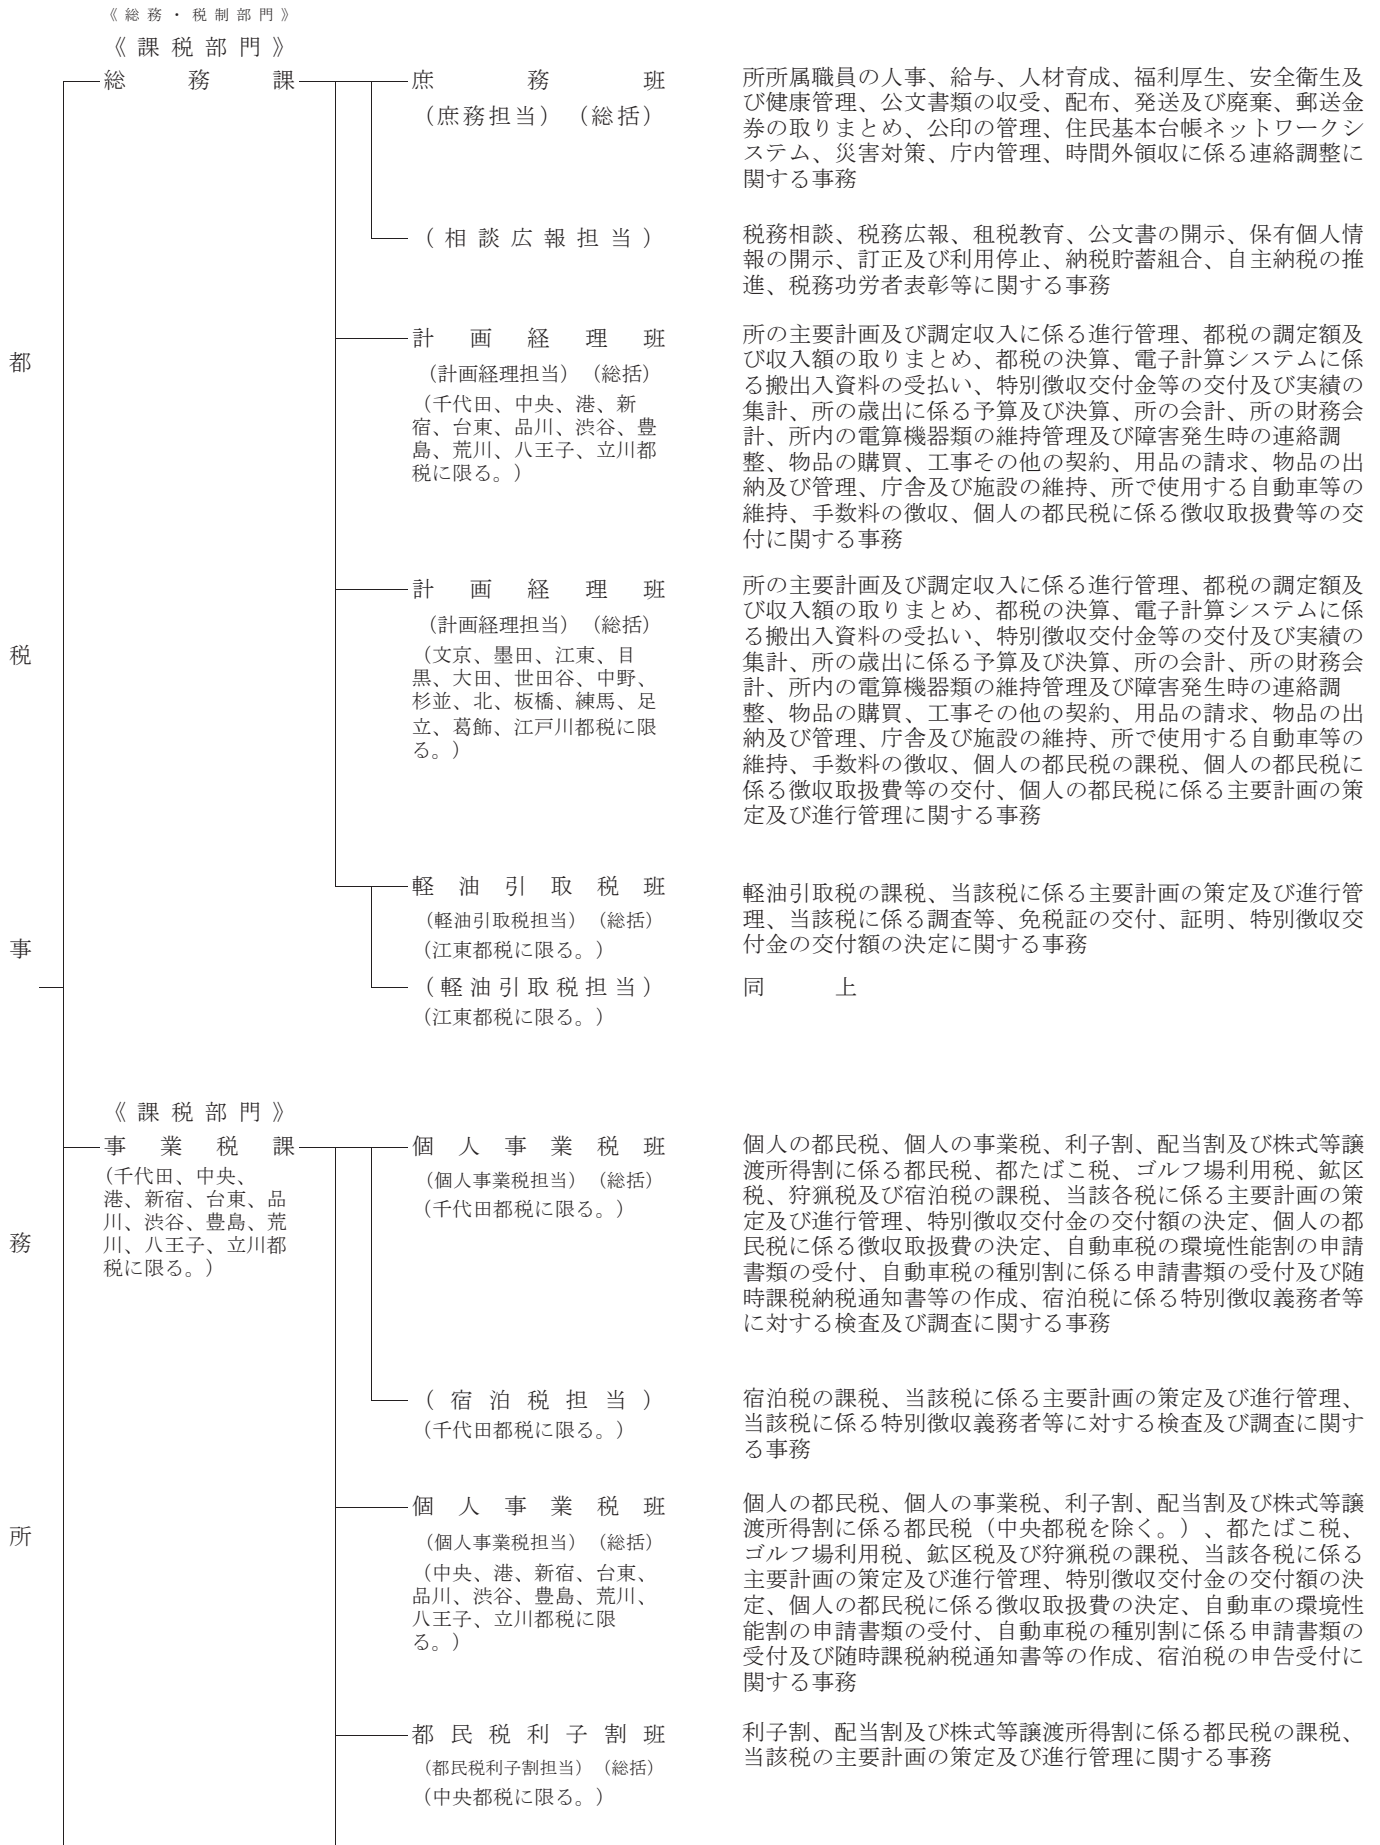 《総務・税制部門》
《課税部門》
総務課
庶務班
（庶務担当）（総括）
所所属職員の人事、給与、人材育成、福利厚生、安全衛生及
び健康管理、公文書類の収受、配布、発送及び廃棄、郵送金
券の取りまとめ、公印の管理、住民基本台帳ネットワークシ
ステム、災害対策、庁内管理、時間外領収に係る連絡調整に
関する事務
（相談広報担当）
税務相談、税務広報、租税教育、公文書の開示、保有個人情
報の開示、訂正及び利用停止、納税貯蓄組合、自主納税の推
進、税務功労者表彰等に関する事務
計画経理班
（計画経理担当）（総括）
（千代田、中央、港、新
宿、台東、品川、渋谷、豊
島、荒川、八王子、立川都
税に限る。）
所の主要計画及び調定収入に係る進行管理、都税の調定額及
び収入額の取りまとめ、都税の決算、電子計算システムに係
る搬出入資料の受払い、特別徴収交付金等の交付及び実績の
集計、所の歳出に係る予算及び決算、所の会計、所の財務会
計、所内の電算機器類の維持管理及び障害発生時の連絡調
整、物品の購買、工事その他の契約、用品の請求、物品の出
納及び管理、庁舎及び施設の維持、所で使用する自動車等の
維持、手数料の徴収、個人の都民税に係る徴収取扱費等の交
付に関する事務
計画経理班
（計画経理担当）（総括）
（文京、墨田、江東、目
黒、大田、世田谷、中野、
杉並、北、板橋、練馬、足
立、葛飾、江戸川都税に限
る。）
所の主要計画及び調定収入に係る進行管理、都税の調定額及
び収入額の取りまとめ、都税の決算、電子計算システムに係
る搬出入資料の受払い、特別徴収交付金等の交付及び実績の
集計、所の歳出に係る予算及び決算、所の会計、所の財務会
計、所内の電算機器類の維持管理及び障害発生時の連絡調
整、物品の購買、工事その他の契約、用品の請求、物品の出
納及び管理、庁舎及び施設の維持、所で使用する自動車等の
維持、手数料の徴収、個人の都民税の課税、個人の都民税に
係る徴収取扱費等の交付、個人の都民税に係る主要計画の策
定及び進行管理に関する事務
軽油引取税班
（軽油引取税担当）（総括）
（江東都税に限る。）
軽油引取税の課税、当該税に係る主要計画の策定及び進行管
理、当該税に係る調査等、免税証の交付、証明、特別徴収交
付金の交付額の決定に関する事務
（軽油引取税担当）
（江東都税に限る。）
同上
都税事務所
《課税部門》
事業税課
（千代田、中央、
港、新宿、台東、品
川、渋谷、豊島、荒
川、八王子、立川都
税に限る。）
個人事業税班
（個人事業税担当）（総括）
（千代田都税に限る。）
個人の都民税、個人の事業税、利子割、配当割及び株式等譲
渡所得割に係る都民税、都たばこ税、ゴルフ場利用税、鉱区
税、狩猟税及び宿泊税の課税、当該各税に係る主要計画の策
定及び進行管理、特別徴収交付金の交付額の決定、個人の都
民税に係る徴収取扱費の決定、自動車税の環境性能割の申請
書類の受付、自動車税の種別割に係る申請書類の受付及び随
時課税納税通知書等の作成、宿泊税に係る特別徴収義務者等
に対する検査及び調査に関する事務
（宿泊税担当）
（千代田都税に限る。）
宿泊税の課税、当該税に係る主要計画の策定及び進行管理、
当該税に係る特別徴収義務者等に対する検査及び調査に関す
る事務
個人事業税班
（個人事業税担当）（総括）
（中央、港、新宿、台東、
品川、渋谷、豊島、荒川、
八王子、立川都税に限
る。）
個人の都民税、個人の事業税、利子割、配当割及び株式等譲
渡所得割に係る都民税（中央都税を除く。）、都たばこ税、
ゴルフ場利用税、鉱区税及び狩猟税の課税、当該各税に係る
主要計画の策定及び進行管理、特別徴収交付金の交付額の決
定、個人の都民税に係る徴収取扱費の決定、自動車の環境性
能割の申請書類の受付、自動車税の種別割に係る申請書類の
受付及び随時課税納税通知書等の作成、宿泊税の申告受付に
関する事務
都民税利子割班
（都民税利子割担当）（総括）
（中央都税に限る。）
利子割、配当割及び株式等譲渡所得割に係る都民税の課税、
当該税の主要計画の策定及び進行管理に関する事務